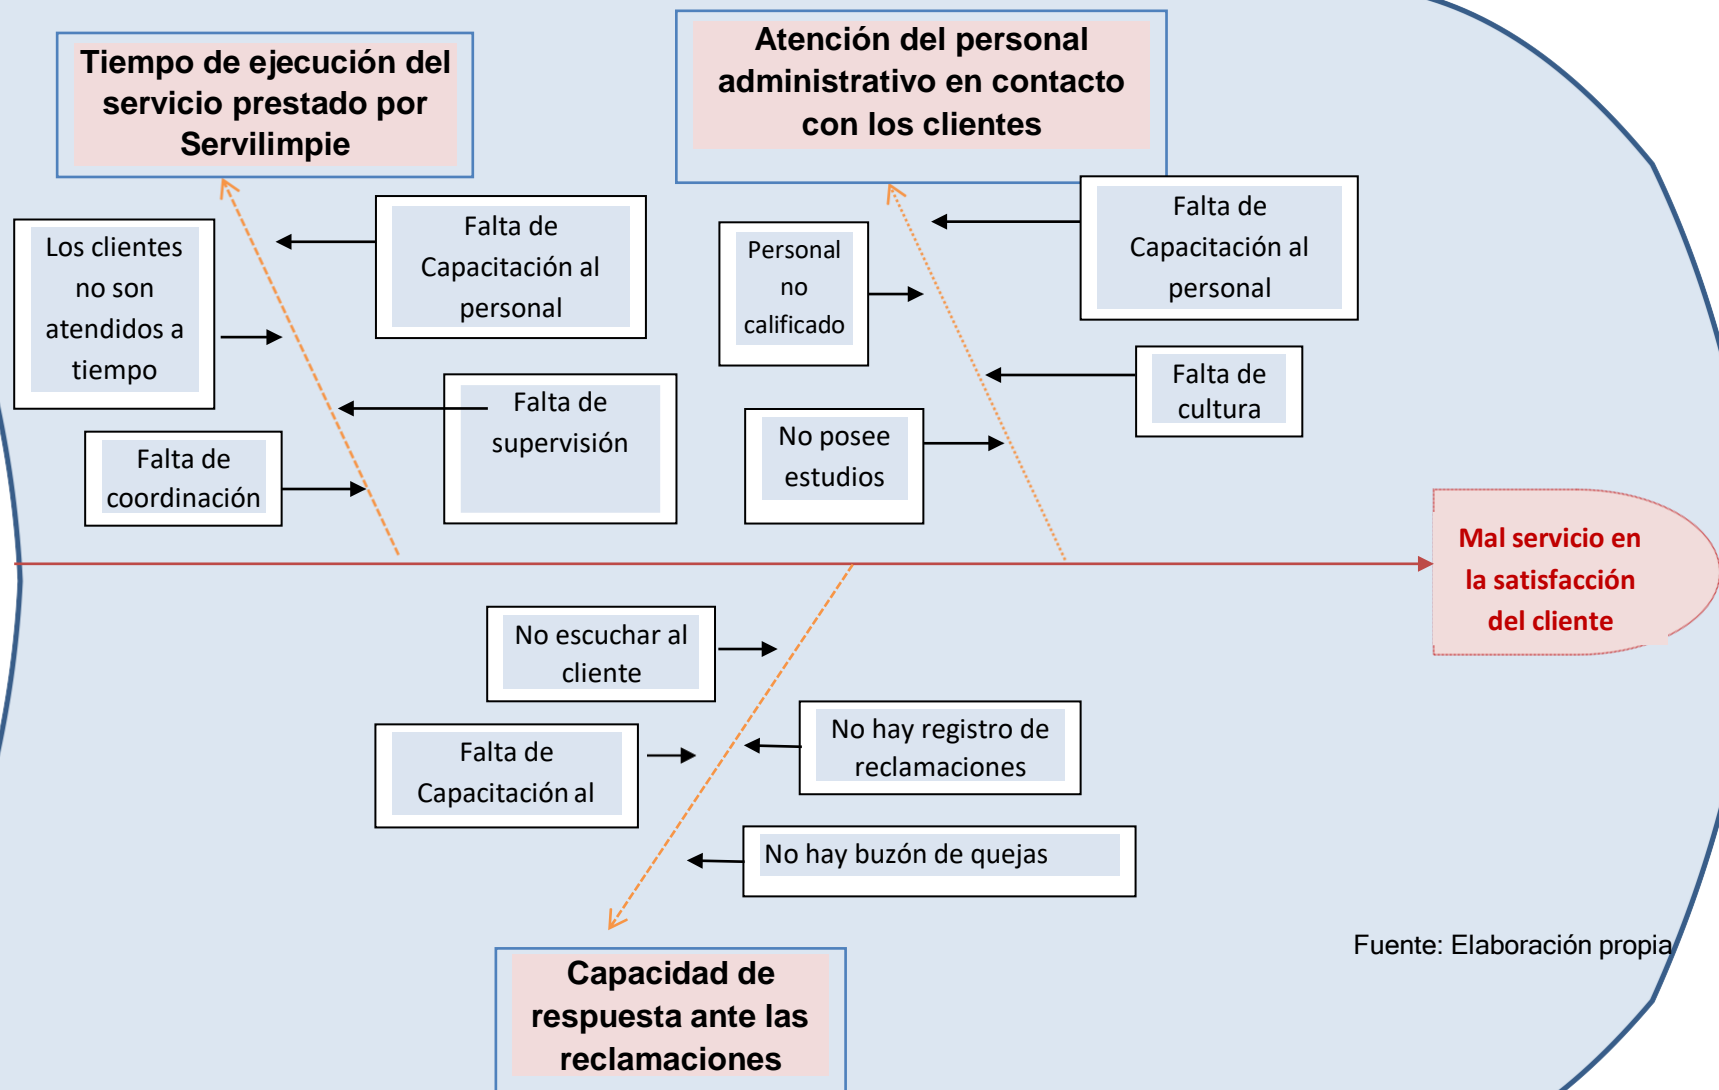 Tiempo de ejecución del
servicio prestado por
Servilimpie
Atención del personal
administrativo en contacto
con los clientes
Los clientes
no son
atendidos a
tiempo
Falta de
Capacitación al
personal
Falta de
coordinación
Falta de
supervisión
Personal
no
calificado
Falta de
Capacitación al
personal
Falta de
cultura
No posee
estudios
Mal servicio en
la satisfacción
del cliente
No escuchar al
cliente
Falta de
Capacitación al
No hay registro de
reclamaciones
No hay buzón de quejas
Capacidad de
respuesta ante las
reclamaciones
Fuente: Elaboración propia